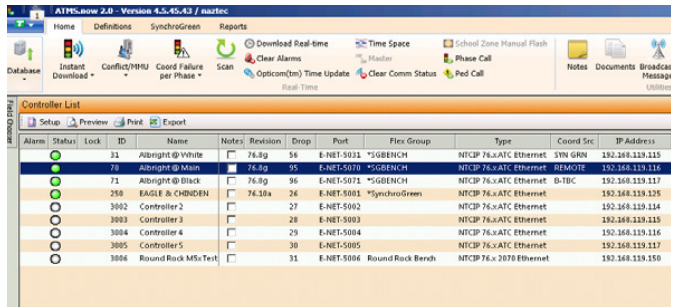 1
ATMS.now 2.0 - Version 4.5.45.43 / naztec
Home Definitions SynchroGreen Reports
Database
Instant Download
Conflict/MMU
Coord Failure per Phase
Scan
Download Real-time
Clear Alarms
Opticom(tm) Time Update
Time Space
Master
Clear Comm Status
School Zone Manual Flash
Phase Call
Ped Call
Real-Time
Notes
Documents
Broadcas
Message
Utilities
Field Chooser
Controller List
Setup Preview Print Export
Alarm Status Lock ID Name Notes Revision Drop Port Flex Group Type Coord Src IP Address
31 Albright @ White 76.8g 56 E-NET-5031 *SGBENCH NTCIP 76.x ATC Ethernet SYN GRN 192.168.119.115
70 Albright @ Main 76.8g 95 E-NET-5070 *SGBENCH NTCIP 76.x ATC Ethernet REMOTE 192.168.119.116
71 Albright @ Black 76.8g 96 E-NET-5071 *SGBENCH NTCIP 76.x ATC Ethernet B-TBC 192.168.119.117
250 EAGLE & CHINDEN 76.10a 26 E-NET-5001 *SynchroGreen NTCIP 76.x ATC Ethernet 192.168.119.125
3002 Controller 2 27 E-NET-5002 NTCIP 76.x ATC Ethernet 192.168.119.114
3003 Controller 3 28 E-NET-5003 NTCIP 76.x ATC Ethernet 192.168.119.115
3004 Controller 4 29 E-NET-5004 NTCIP 76.x ATC Ethernet 192.168.119.116
3005 Controller 5 30 E-NET-5005 NTCIP 76.x ATC Ethernet 192.168.119.117
3006 Round Rock MSxTest 31 E-NET-5006 Round Rock Bench NTCIP 76.x 2070 Ethernet 192.168.119.150